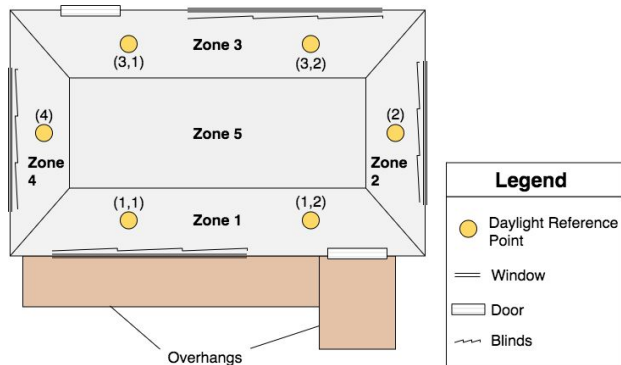 (3,1)
Zone 3
(3,2)
(4)
Zone
4
Zone 5
(2)
Zone
2
(1,1)
Zone 1
(1,2)
Overhangs
Legend
Daylight Reference
Point
Window
Door
Blinds